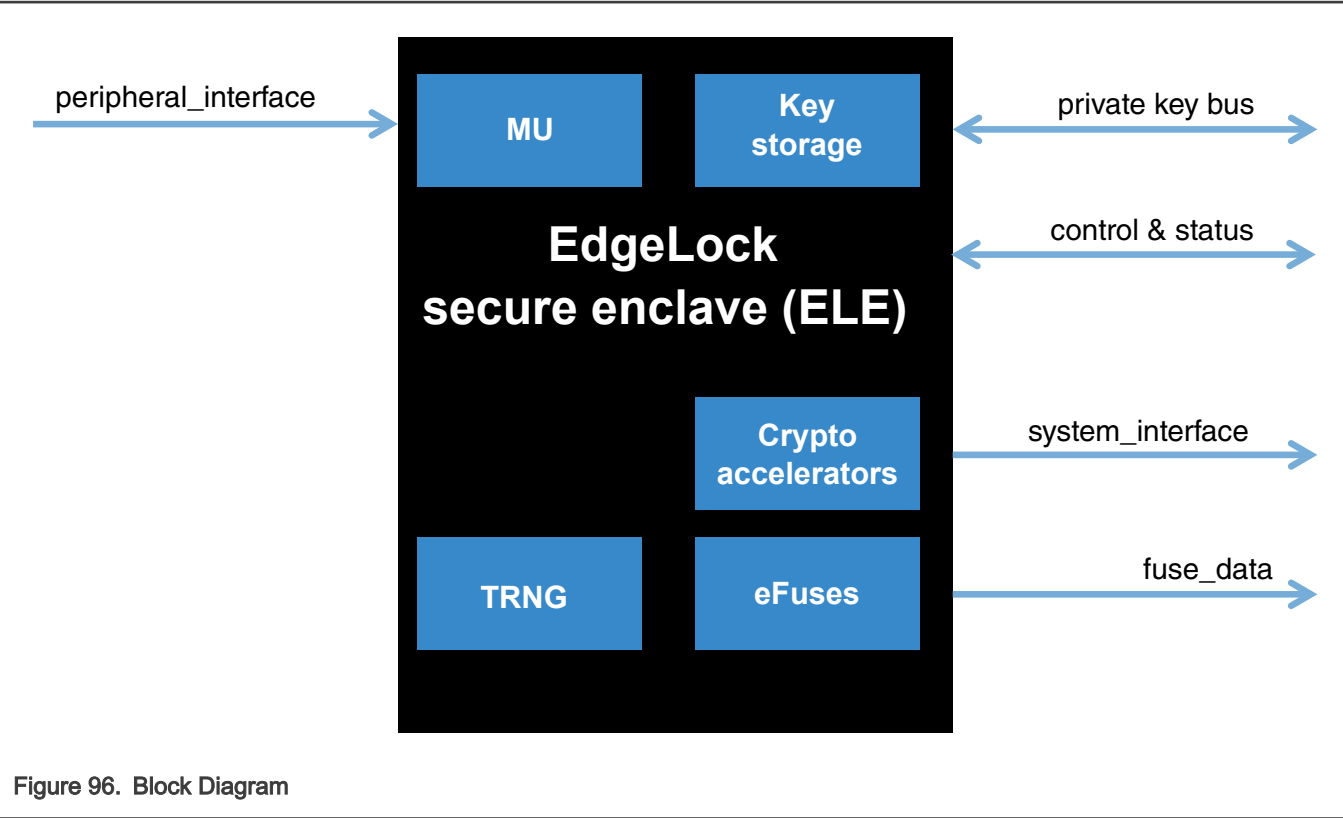 peripheral_interface
MU
Key
storage
private key bus
EdgeLock
secure enclave (ELE)
control & status
Crypto
accelerators
system_interface
TRNG
eFuses
fuse_data
Figure 96. Block Diagram